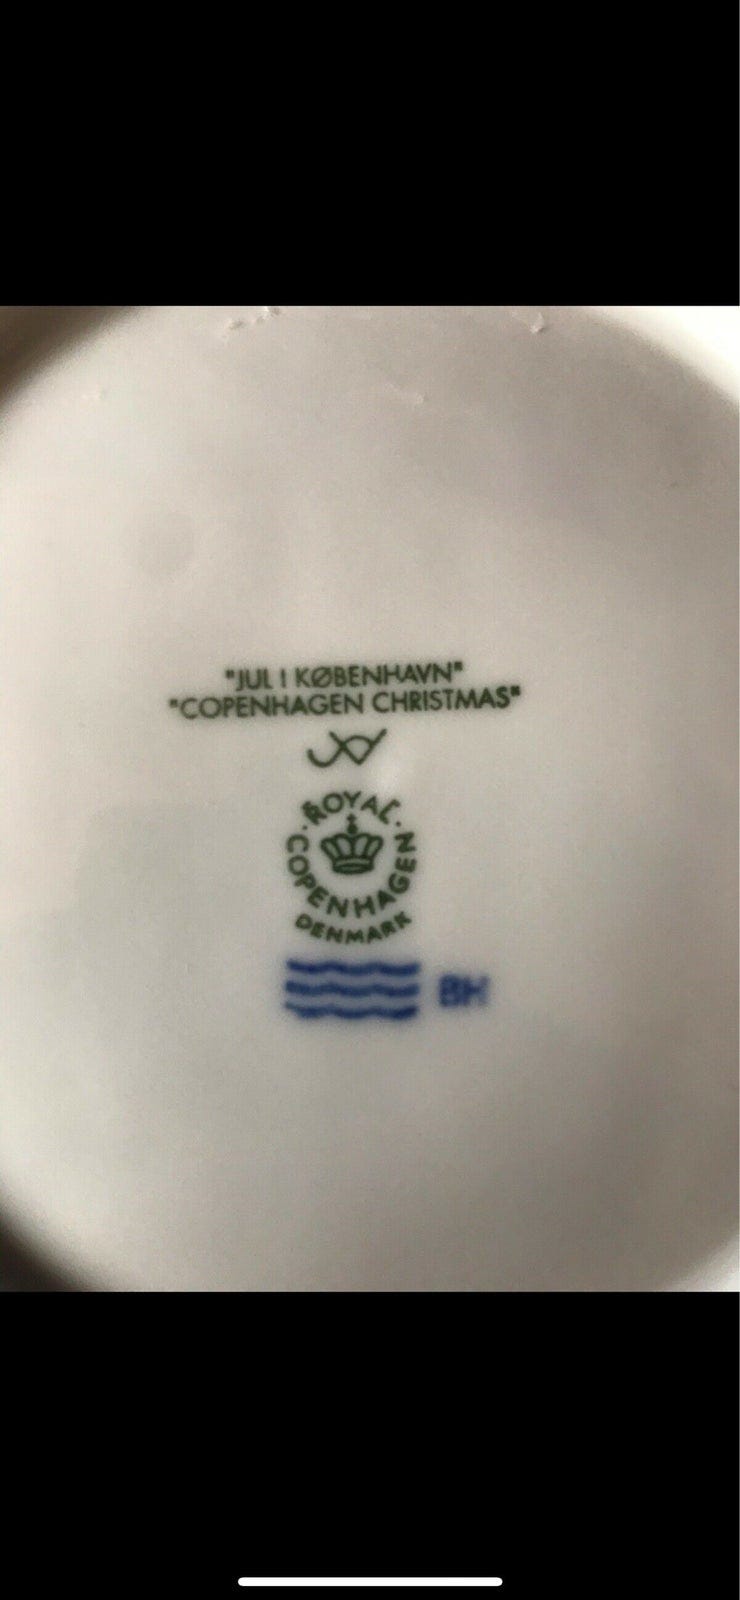 "JUL I KØBENHAVN"
"COPENHAGEN CHRISTMAS"
ROYAL
COPENHAGEN
DENMARK
BH